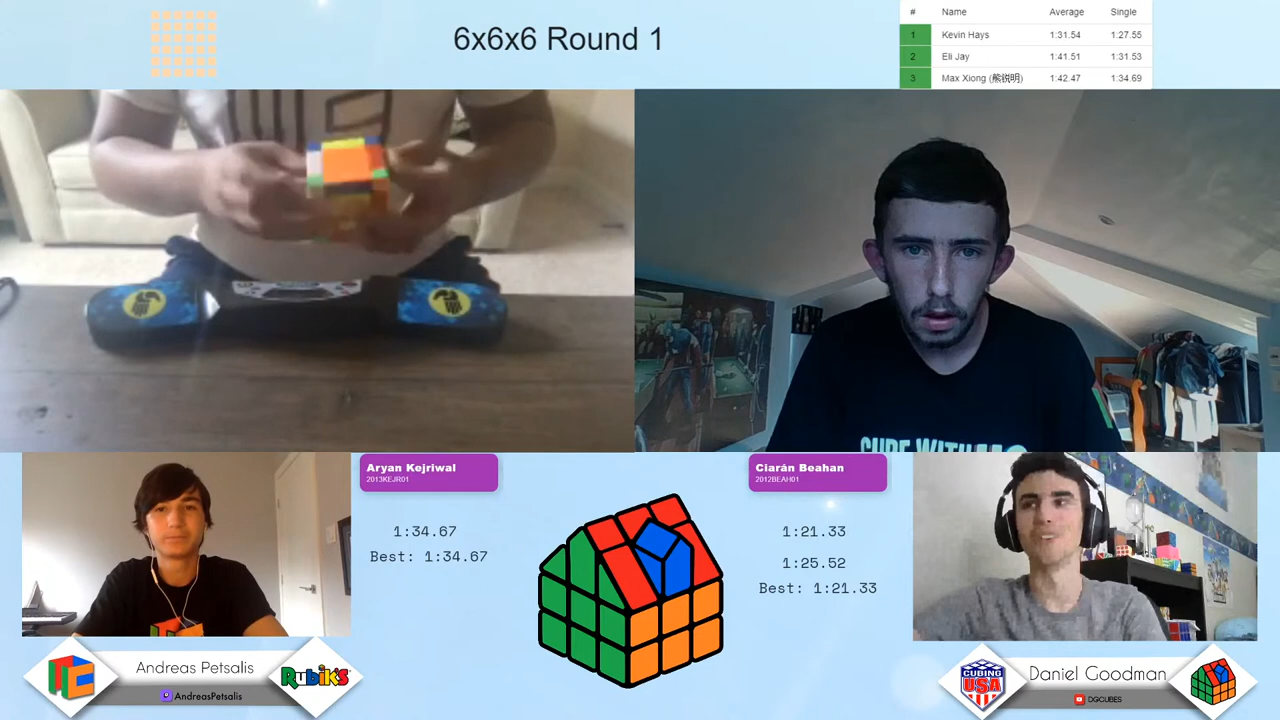 6x6x6 Round 1
# Name Average Single
1 Kevin Hays 1:31.54 1:27.55
2 Eli Jay 1:41.51 1:31.53
3 Max Xiong (熊锐明) 1:42.47 1:34.69
Aryan Kejriwal
2013KEJR01
1:34.67
Best: 1:34.67
Ciarán Beahan
2012BEAH01
1:21.33
1:25.52
Best: 1:21.33
Andreas Petsalis
AndreasPetsalis
RUBIK'S
CUBING
USA
Daniel Goodman
DGCUBES